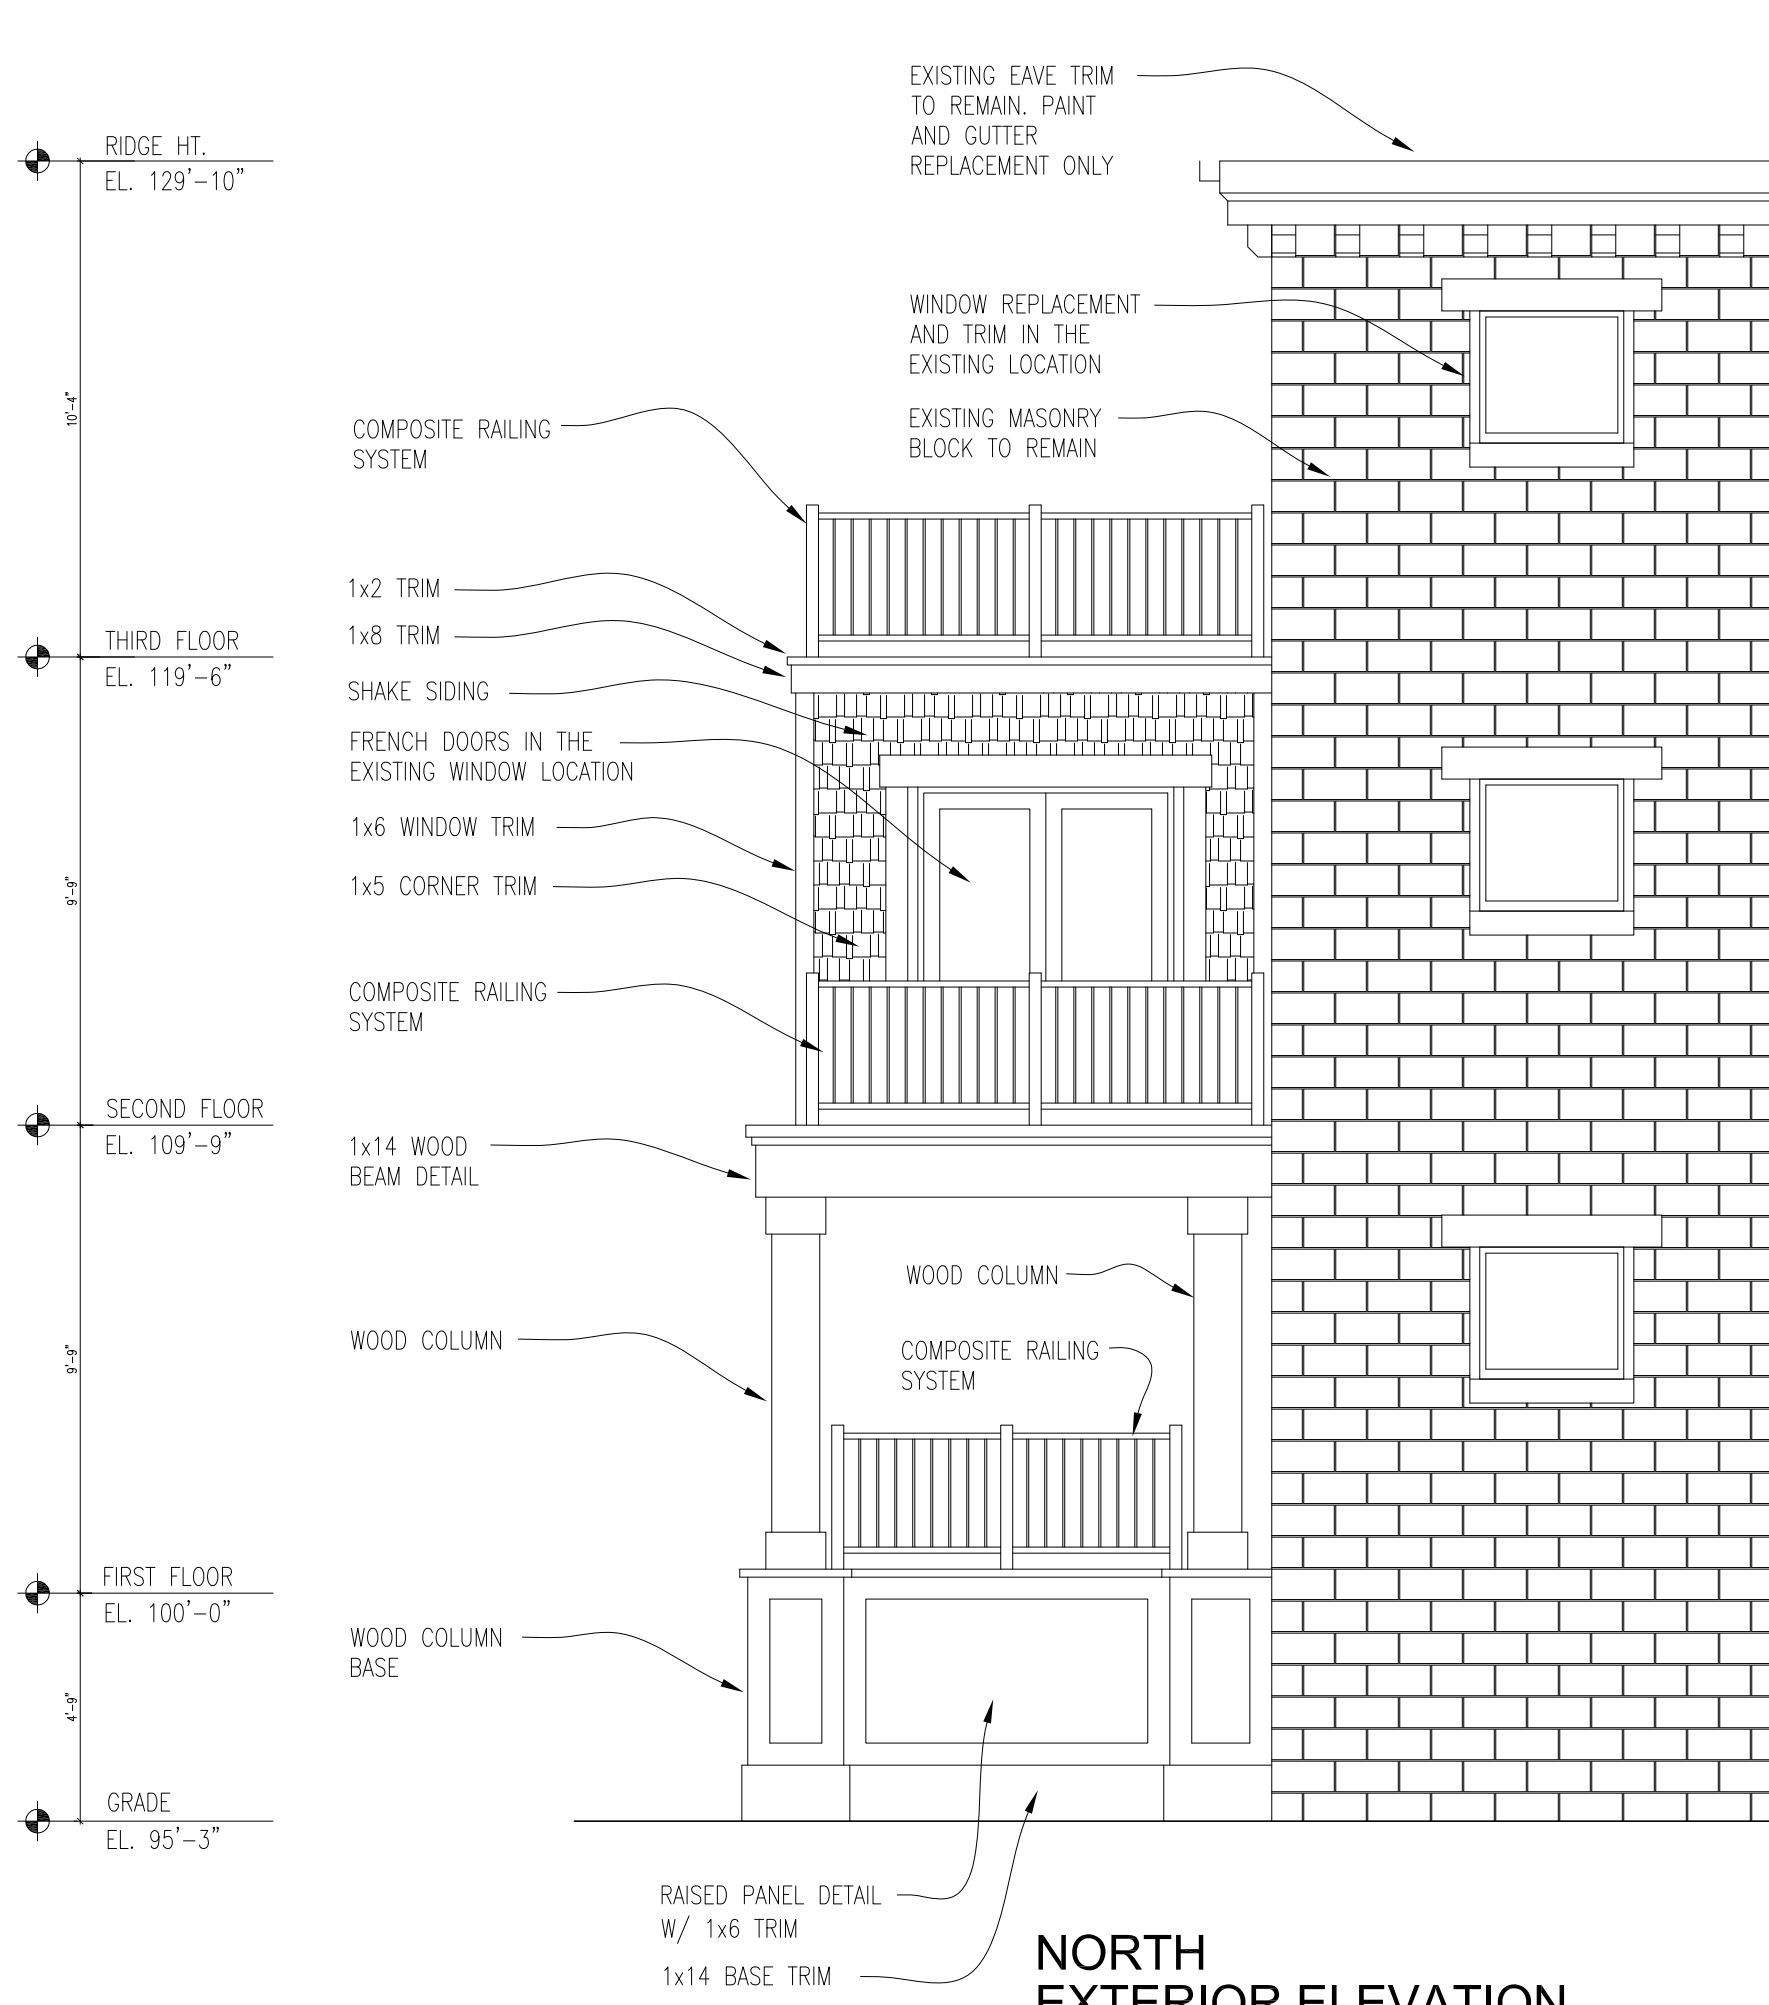 EXISTING EAVE TRIM
TO REMAIN. PAINT
AND GUTTER
REPLACEMENT ONLY
RIDGE HT.
EL. 129'-10"
WINDOW REPLACEMENT
AND TRIM IN THE
EXISTING LOCATION
10'-4"
EXISTING MASONRY
BLOCK TO REMAIN
COMPOSITE RAILING
SYSTEM
1x2 TRIM
1x8 TRIM
THIRD FLOOR
EL. 119'-6"
SHAKE SIDING
FRENCH DOORS IN THE
EXISTING WINDOW LOCATION
1x6 WINDOW TRIM
1x5 CORNER TRIM
9'-9"
COMPOSITE RAILING
SYSTEM
SECOND FLOOR
EL. 109'-9"
1x14 WOOD
BEAM DETAIL
WOOD COLUMN
WOOD COLUMN
COMPOSITE RAILING
SYSTEM
9'-9"
FIRST FLOOR
EL. 100'-0"
WOOD COLUMN
BASE
4'-9"
GRADE
EL. 95'-3"
RAISED PANEL DETAIL
W/ 1x6 TRIM
1x14 BASE TRIM
NORTH
EXTERIOR ELEVATION